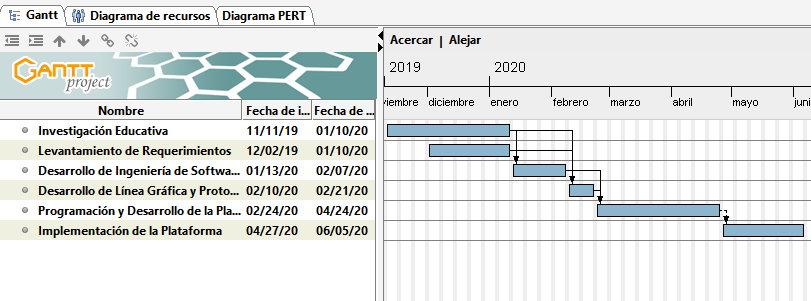 Gantt Diagrama de recursos Diagrama PERT
Acercar | Alejar
GANTT
project
2019 2020
viembre diciembre enero febrero marzo abril mayo juni
Nombre Fecha de i... Fecha de ...
Investigación Educativa 11/11/19 01/10/20
Levantamiento de Requerimientos 12/02/19 01/10/20
Desarrollo de Ingeniería de Softwa... 01/13/20 02/07/20
Desarrollo de Línea Gráfica y Proto... 02/10/20 02/21/20
Programación y Desarrollo de la Pla... 02/24/20 04/24/20
Implementación de la Plataforma 04/27/20 06/05/20